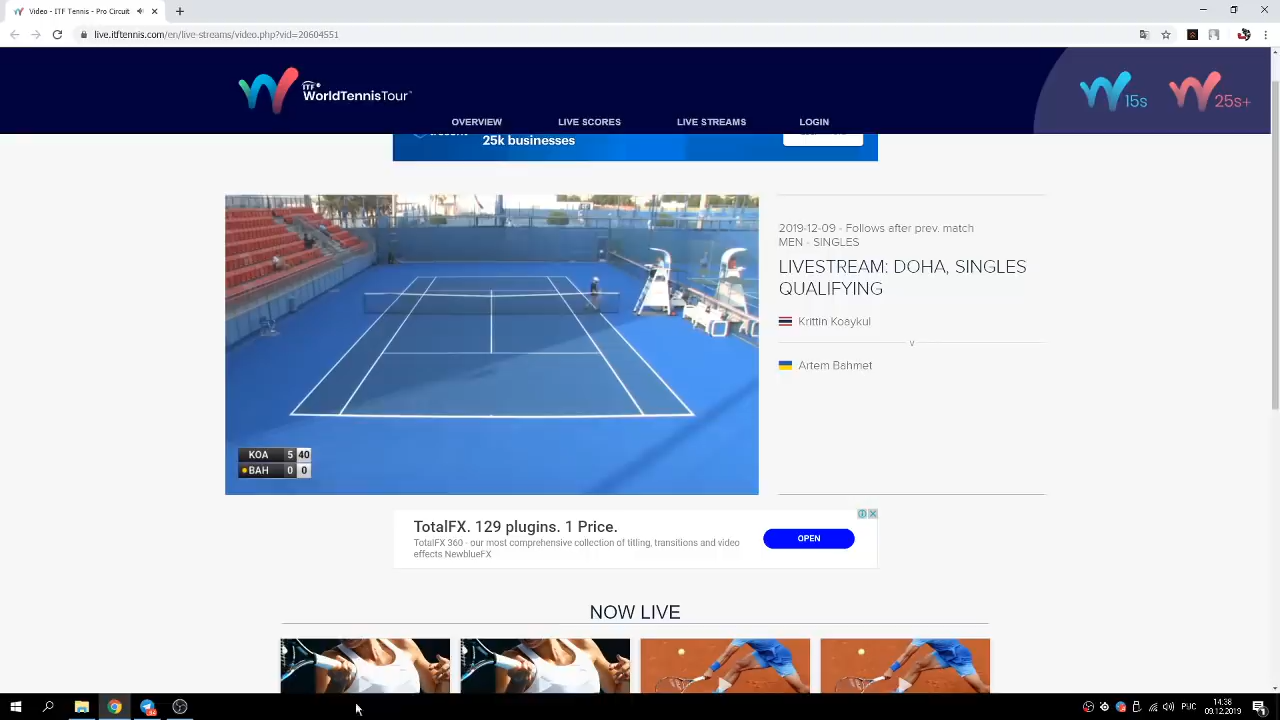 Video - ITF Tennis - Pro Circuit
live.itftennis.com/en/live-streams/video.php?vid=20604551
ITF
WorldTennisTour
15s
25s+
OVERVIEW
LIVE SCORES
LIVE STREAMS
LOGIN
25k businesses
2019-12-09 - Follows after prev. match
MEN - SINGLES
LIVESTREAM: DOHA, SINGLES
QUALIFYING
Krittin Koaykul
v
Artem Bahmet
KOA 5 40
BAH 0 0
TotalFX. 129 plugins. 1 Price.
TotalFX 360 - our most comprehensive collection of titling, transitions and video
effects NewblueFX
OPEN
NOW LIVE
РУС
14:38
09.12.2019